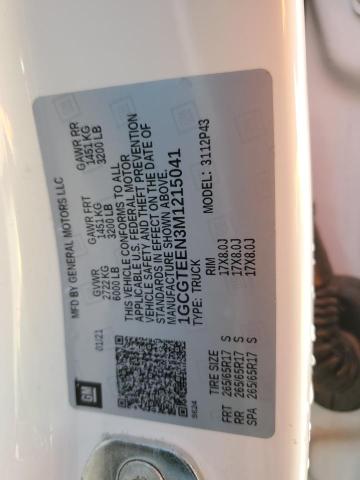 MFD BY GENERAL MOTORS LLC
01/21
GVWR
2722 KG
6000 LB
GAWR FRT
1451 KG
3200 LB
GAWR RR
1451 KG
3200 LB
THIS VEHICLE CONFORMS TO ALL
APPLICABLE U.S. FEDERAL MOTOR
VEHICLE SAFETY AND THEFT PREVENTION
STANDARDS IN EFFECT ON THE DATE OF
MANUFACTURE SHOWN ABOVE.
1GCGTEEN3M1215041
TYPE: TRUCK
MODEL: 3112P43
GM
TIRE SIZE RIM
FRT 265/65R17 S 17X8.0J
RR 265/65R17 S 17X8.0J
SPA 265/65R17 S 17X8.0J